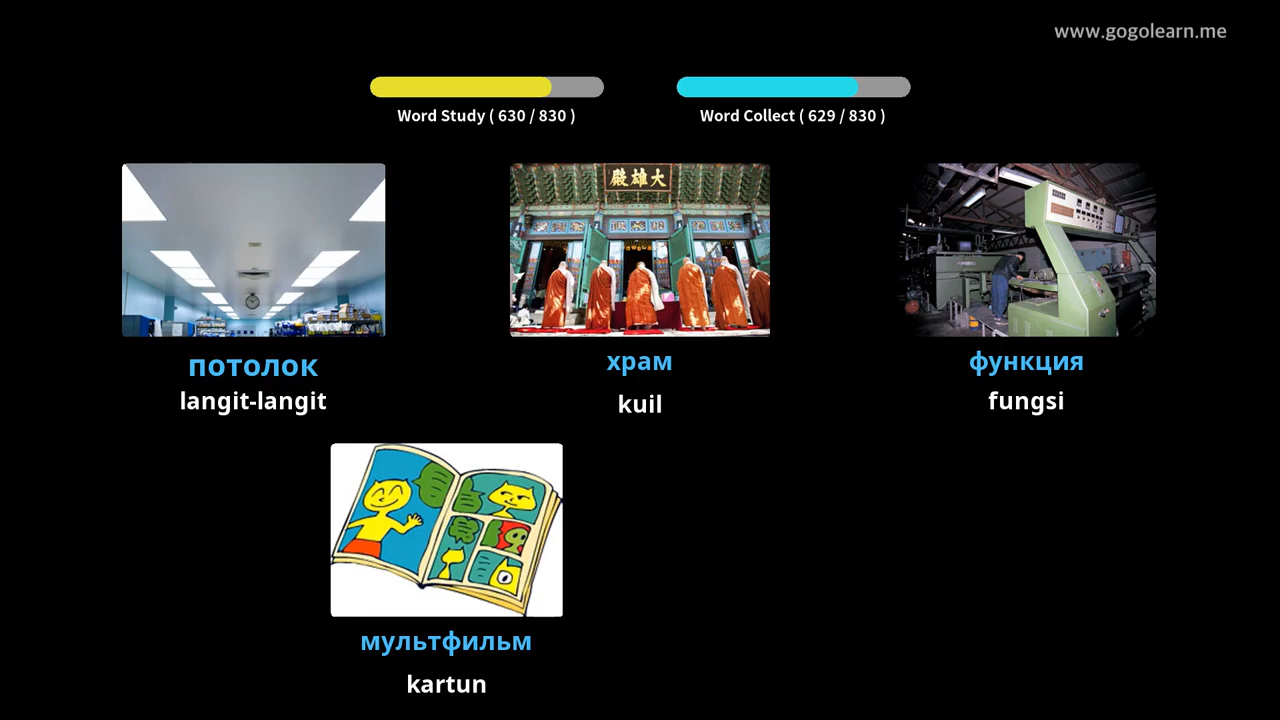 www.gogolearn.me
Word Study ( 630 / 830 )
Word Collect ( 629 / 830 )
殿雄大
потолок
langit-langit
храм
kuil
функция
fungsi
мультфильм
kartun